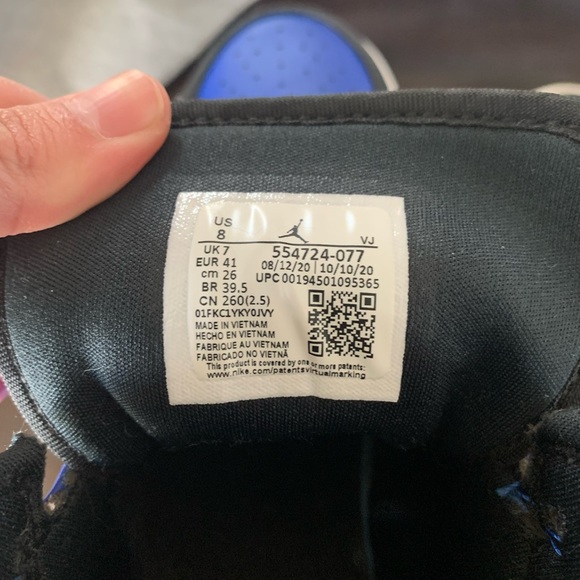 US
8
VJ
UK 7
554724-077
EUR 41
08/12/20 | 10/10/20
cm 26
UPC 00194501095365
BR 39.5
CN 260(2.5)
01FKC1YKY0JVY
MADE IN VIETNAM
HECHO EN VIETNAM
FABRIQUE AU VIETNAM
FABRICADO NO VIETNÃ
This product is covered by one or more patents:
www.nike.com/patentsvirtualmarking